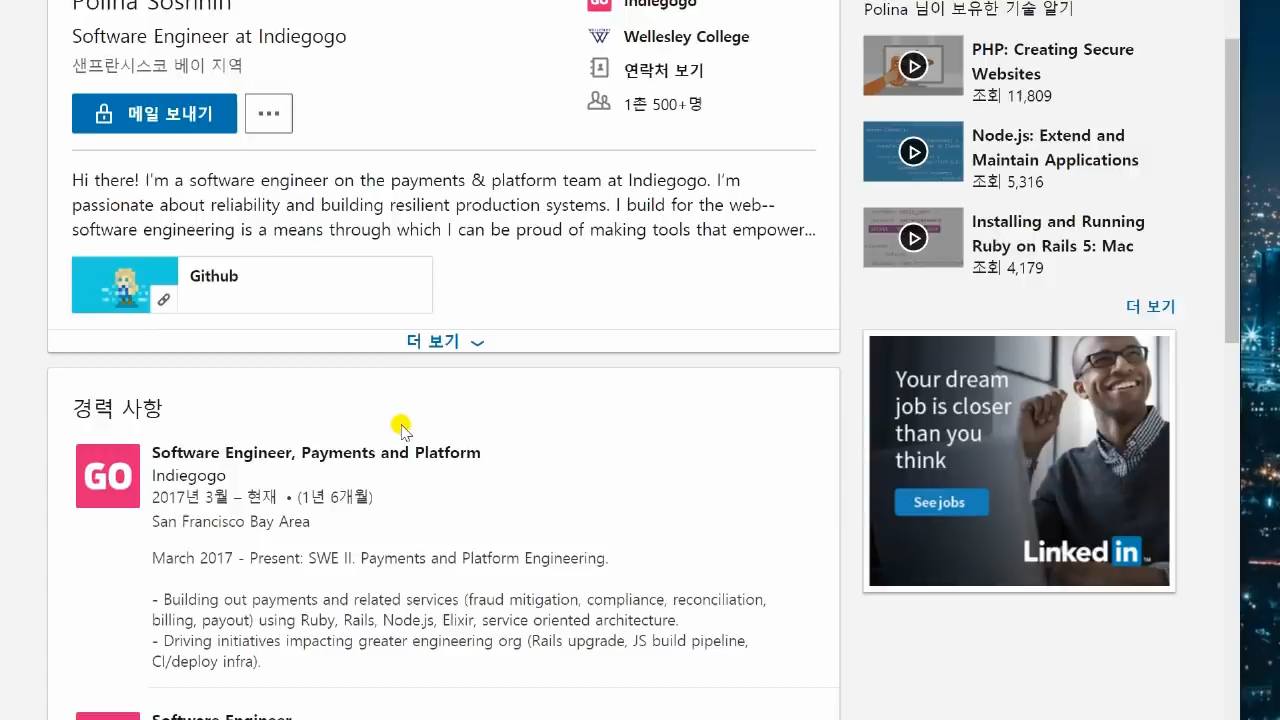 Polina Soshnin
Software Engineer at Indiegogo
샌프란시스코 베이 지역
메일 보내기
...
Indiegogo
Wellesley College
연락처 보기
1촌 500+명
Hi there! I'm a software engineer on the payments & platform team at Indiegogo. I'm
passionate about reliability and building resilient production systems. I build for the web--
software engineering is a means through which I can be proud of making tools that empower...
Github
더 보기
경력 사항
GO
Software Engineer, Payments and Platform
Indiegogo
2017년 3월 – 현재 • (1년 6개월)
San Francisco Bay Area
March 2017 - Present: SWE II. Payments and Platform Engineering.
- Building out payments and related services (fraud mitigation, compliance, reconciliation,
billing, payout) using Ruby, Rails, Node.js, Elixir, service oriented architecture.
- Driving initiatives impacting greater engineering org (Rails upgrade, JS build pipeline,
CI/deploy infra).
Software Engineer
Polina 님이 보유한 기술 알기
PHP: Creating Secure
Websites
조회 11,809
Node.js: Extend and
Maintain Applications
조회 5,316
Installing and Running
Ruby on Rails 5: Mac
조회 4,179
더 보기
Your dream
job is closer
than you
think
See jobs
Linked in